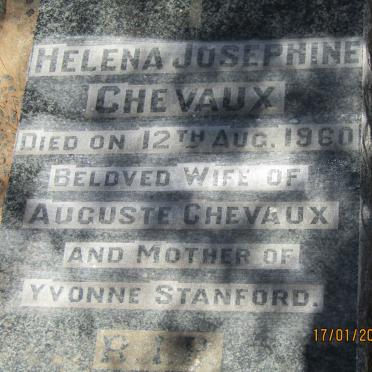 HELENA JOSEPHINE
CHEVAUX
DIED ON 12TH AUG. 1960
BELOVED WIFE OF
AUGUSTE CHEVAUX
AND MOTHER OF
YVONNE STANFORD.
R.I.P.
17/01/20